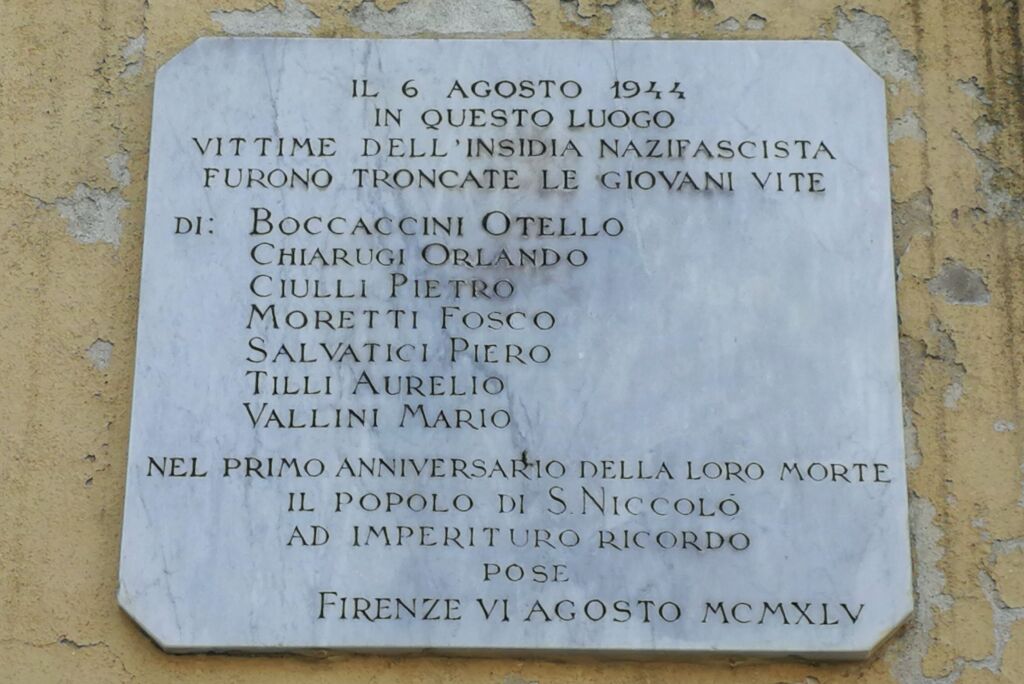 IL 6 AGOSTO 1944
IN QUESTO LUOGO
VITTIME DELL'INSIDIA NAZIFASCISTA
FURONO TRONCATE LE GIOVANI VITE
DI: BOCCACCINI OTELLO
CHIARUGI ORLANDO
CIULLI PIETRO
MORETTI FOSCO
SALVATICI PIERO
TILLI AURELIO
VALLINI MARIO
NEL PRIMO ANNIVERSARIO DELLA LORO MORTE
IL POPOLO DI S. NICCOLÓ
AD IMPERITURO RICORDO
POSE
FIRENZE VI AGOSTO MCMXLV